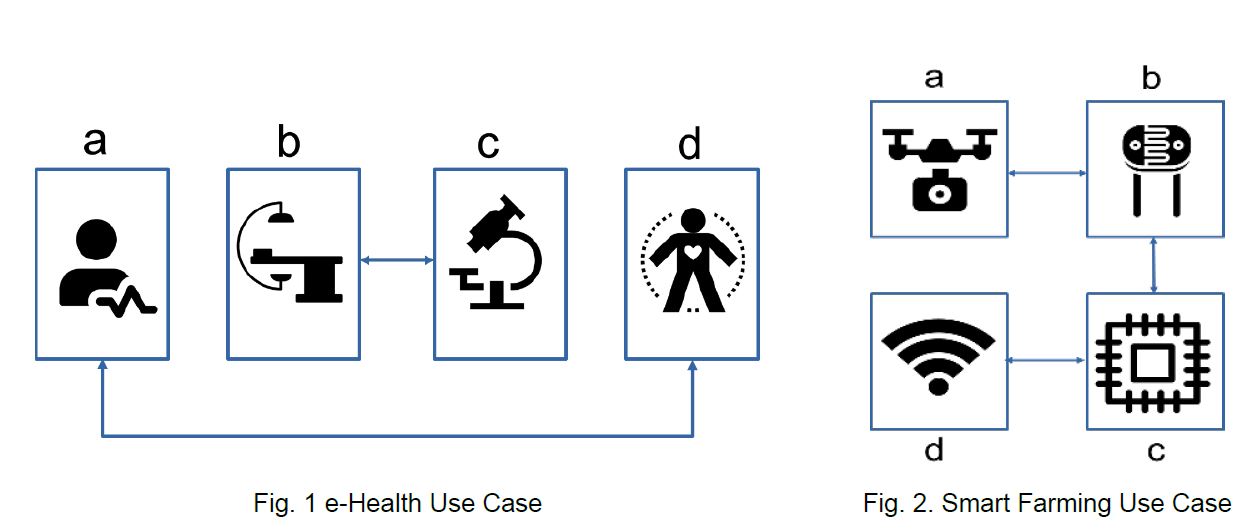 a b c d
Fig. 1 e-Health Use Case
a b
d c
Fig. 2. Smart Farming Use Case